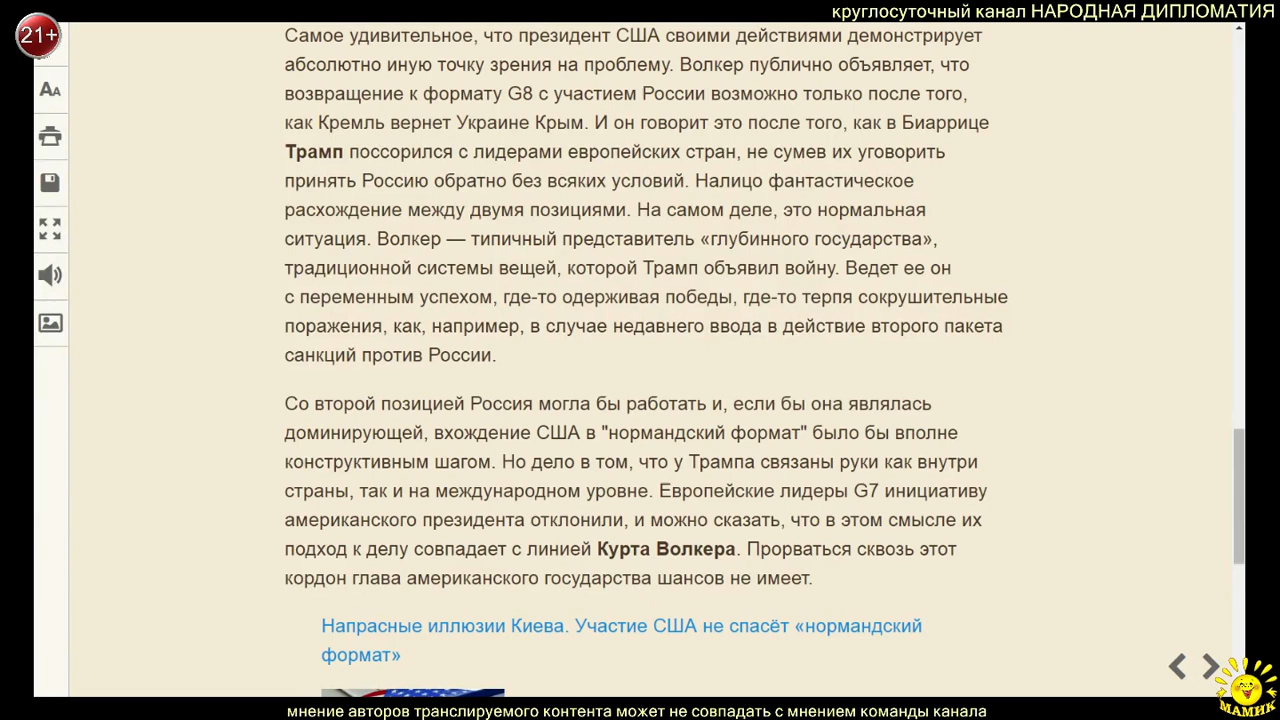 круглосуточный канал НАРОДНАЯ ДИПЛОМАТИЯ
21+
Самое удивительное, что президент США своими действиями демонстрирует
абсолютно иную точку зрения на проблему. Волкер публично объявляет, что
возвращение к формату G8 с участием России возможно только после того,
как Кремль вернет Украине Крым. И он говорит это после того, как в Биаррице
Трамп поссорился с лидерами европейских стран, не сумев их уговорить
принять Россию обратно без всяких условий. Налицо фантастическое
расхождение между двумя позициями. На самом деле, это нормальная
ситуация. Волкер — типичный представитель «глубинного государства»,
традиционной системы вещей, которой Трамп объявил войну. Ведет ее он
с переменным успехом, где-то одерживая победы, где-то терпя сокрушительные
поражения, как, например, в случае недавнего ввода в действие второго пакета
санкций против России.
Со второй позицией Россия могла бы работать и, если бы она являлась
доминирующей, вхождение США в "нормандский формат" было бы вполне
конструктивным шагом. Но дело в том, что у Трампа связаны руки как внутри
страны, так и на международном уровне. Европейские лидеры G7 инициативу
американского президента отклонили, и можно сказать, что в этом смысле их
подход к делу совпадает с линией Курта Волкера. Прорваться сквозь этот
кордон глава американского государства шансов не имеет.
Напрасные иллюзии Киева. Участие США не спасёт «нормандский
формат»
МАМИК
мнение авторов транслируемого контента может не совпадать с мнением команды канала